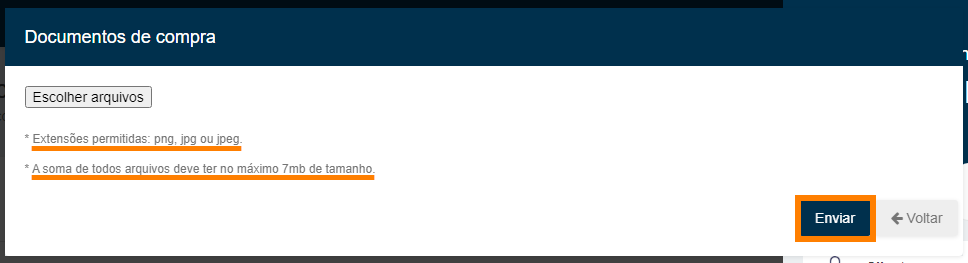 Documentos de compra
Escolher arquivos
* Extensões permitidas: png, jpg ou jpeg.
* A soma de todos arquivos deve ter no máximo 7mb de tamanho.
Enviar
Voltar